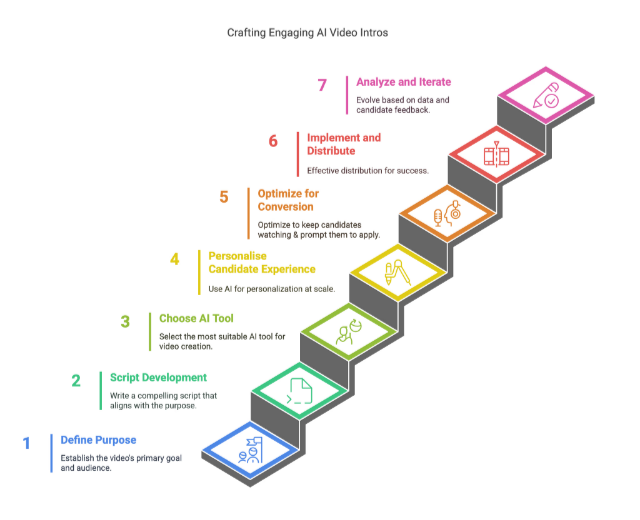 Crafting Engaging AI Video Intros
7
Analyze and Iterate
Evolve based on data and
candidate feedback.
6
Implement and
Distribute
Effective distribution for success.
5
Optimize for
Conversion
Optimize to keep candidates
watching & prompt them to apply.
4
Personalise
Candidate Experience
Use AI for personalization at scale.
3
Choose AI Tool
Select the most suitable AI tool for
video creation.
2
Script Development
Write a compelling script that
aligns with the purpose.
1
Define Purpose
Establish the video's primary goal
and audience.